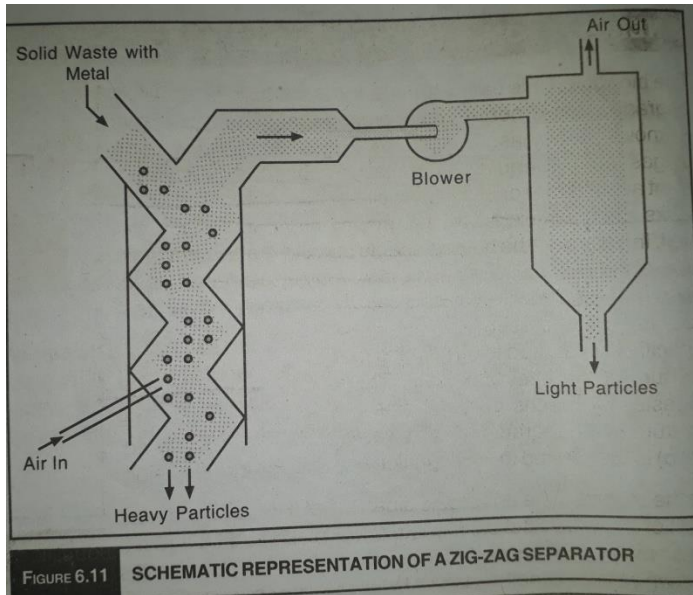 Air Out
Solid Waste with
Metal
Blower
Light Particles
Air In
Heavy Particles
FIGURE 6.11
SCHEMATIC REPRESENTATION OF A ZIG-ZAG SEPARATOR